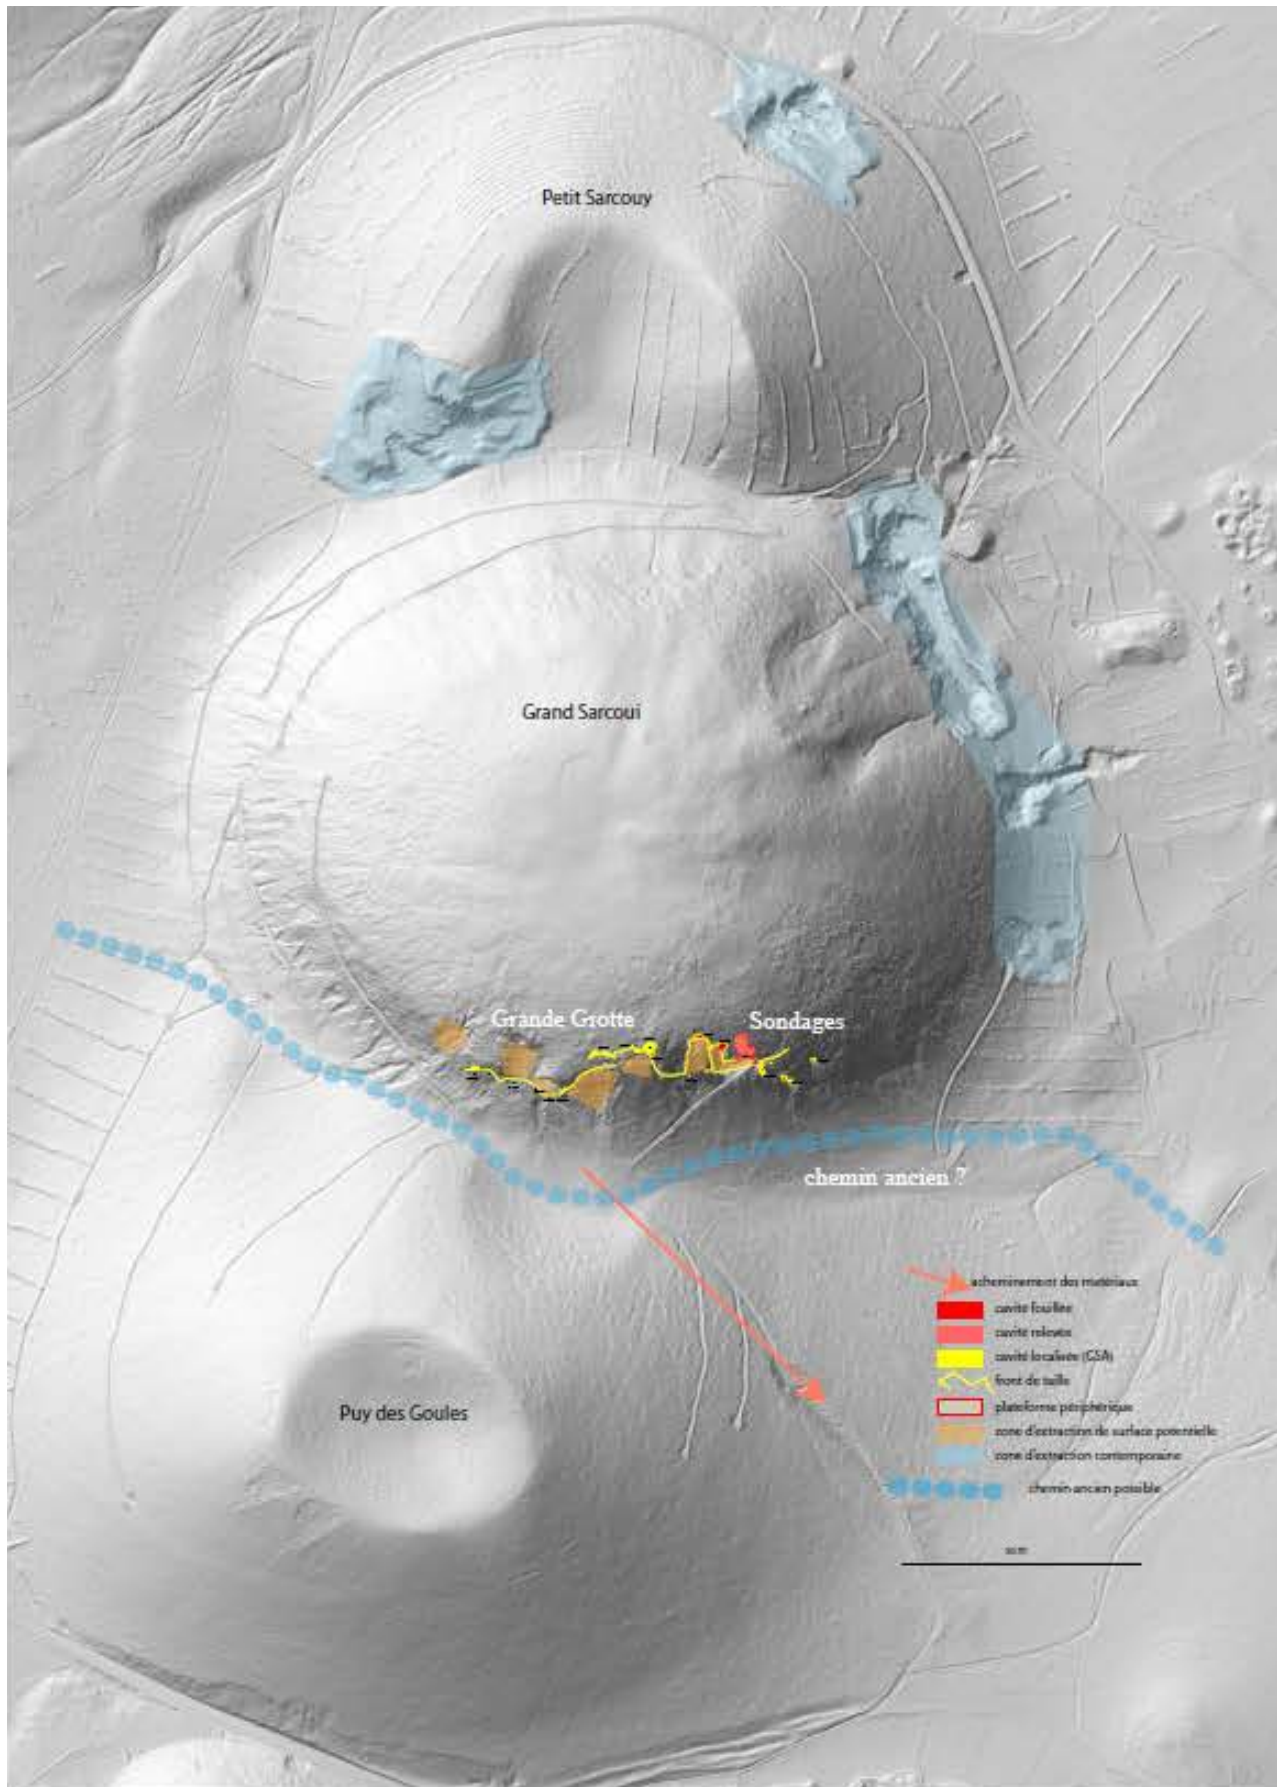 Petit Sarcouy
Grand Sarcoui
Grande Grotte
Sondages
chemin ancien ?
Puy des Goules
acheminement des matériaux
cavité fouillée
cavité relevée
cavité localisée (GSA)
front de taille
plateforme périphérique
zone d'extraction de surface potentielle
zone d'extraction contemporaine
chemin ancien possible